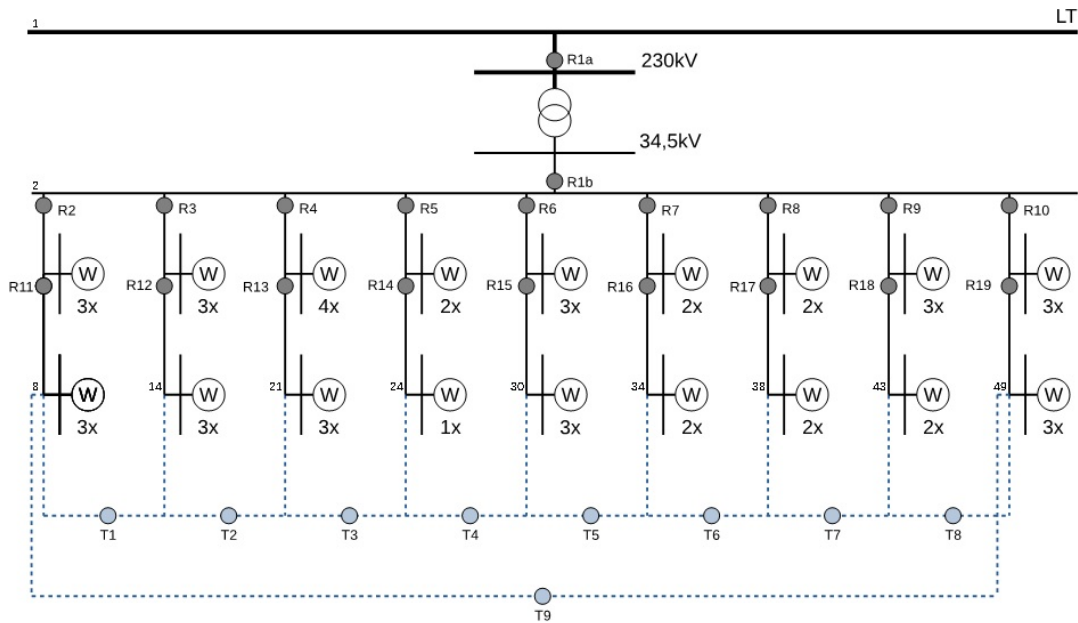 1 LT
R1a 230kV
34,5kV
R1b
2
R2 R3 R4 R5 R6 R7 R8 R9 R10
W W W W W W W W W
R11 R12 R13 R14 R15 R16 R17 R18 R19
3x 3x 4x 2x 3x 2x 2x 3x 3x
8 14 21 24 30 34 38 43 49
W W W W W W W W W
3x 3x 3x 1x 3x 2x 2x 2x 3x
T1 T2 T3 T4 T5 T6 T7 T8
T9